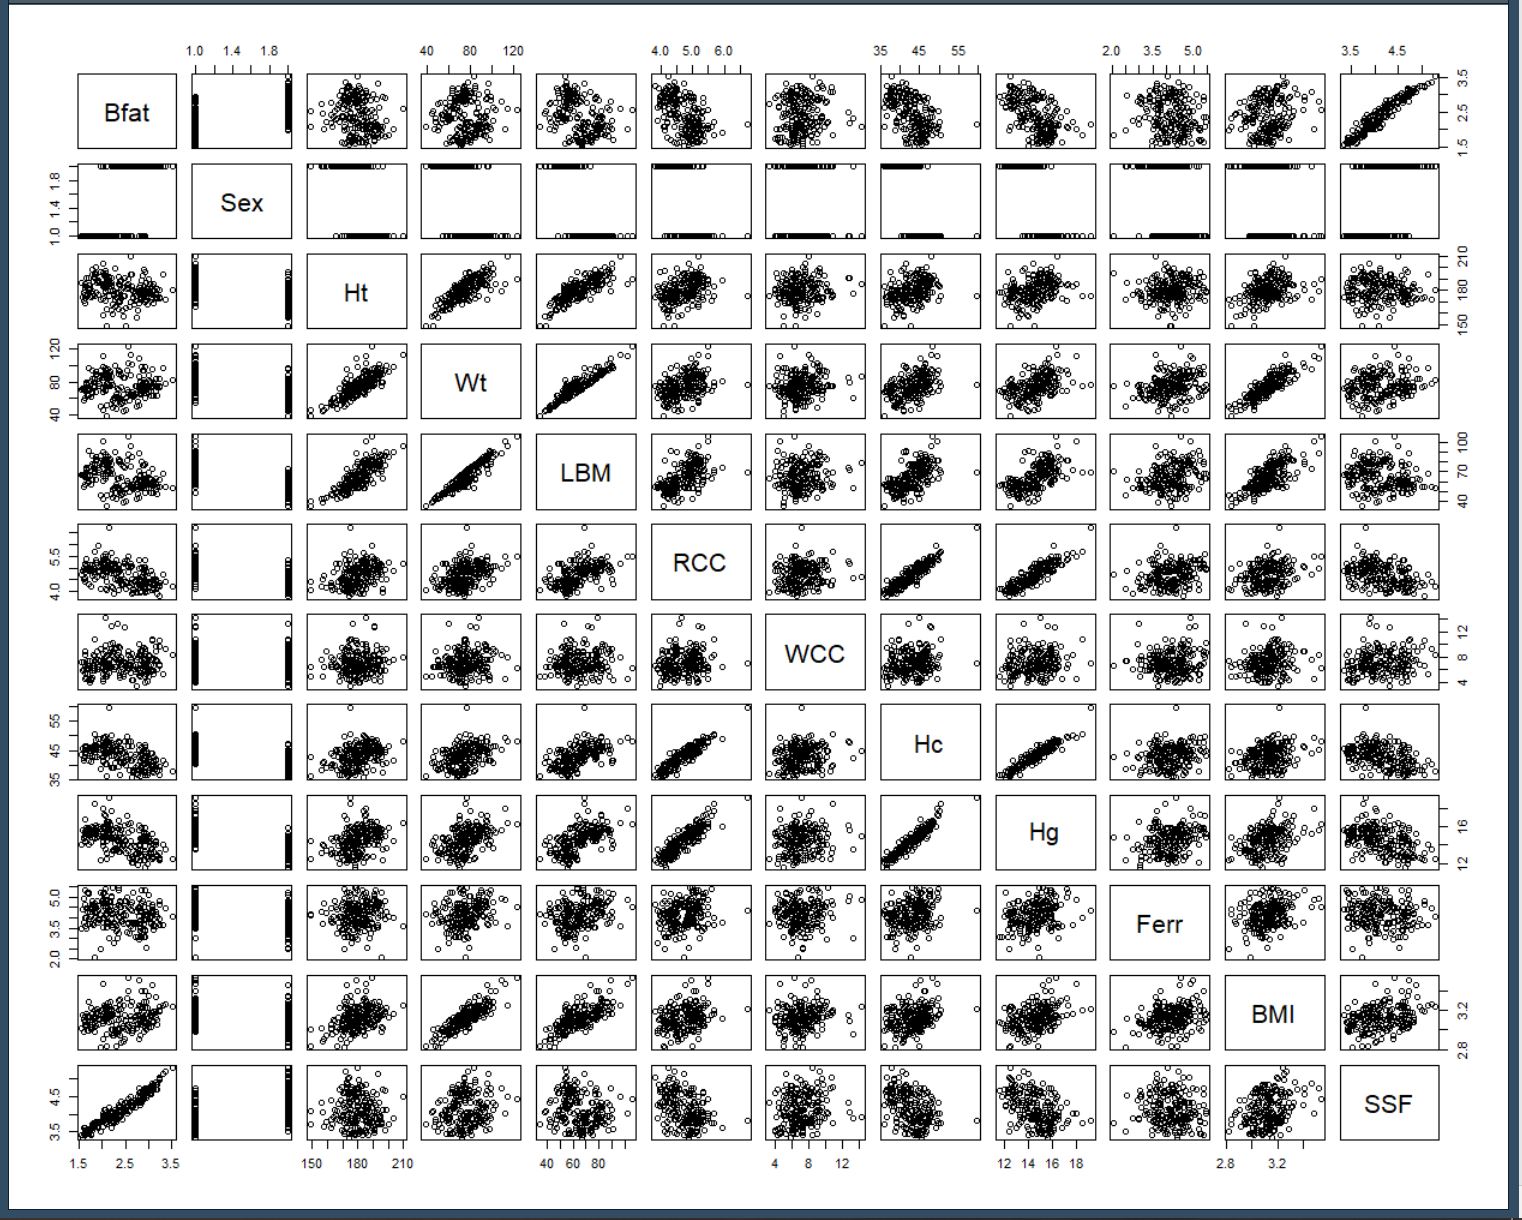 1.0 1.4 1.8 40 80 120 4.0 5.0 6.0 35 45 55 2.0 3.5 5.0 3.5 4.5
Bfat 1.5 2.5 3.5
1.0 1.4 1.8 Sex
Ht 150 180 210
40 80 120 Wt
LBM 40 70 100
4.0 5.5 RCC
WCC 4 8 12
35 45 55 Hc
Hg 12 16
2.0 3.5 5.0 Ferr
BMI 2.8 3.2
3.5 4.5 SSF
1.5 2.5 3.5 150 180 210 40 60 80 4 8 12 12 14 16 18 2.8 3.2